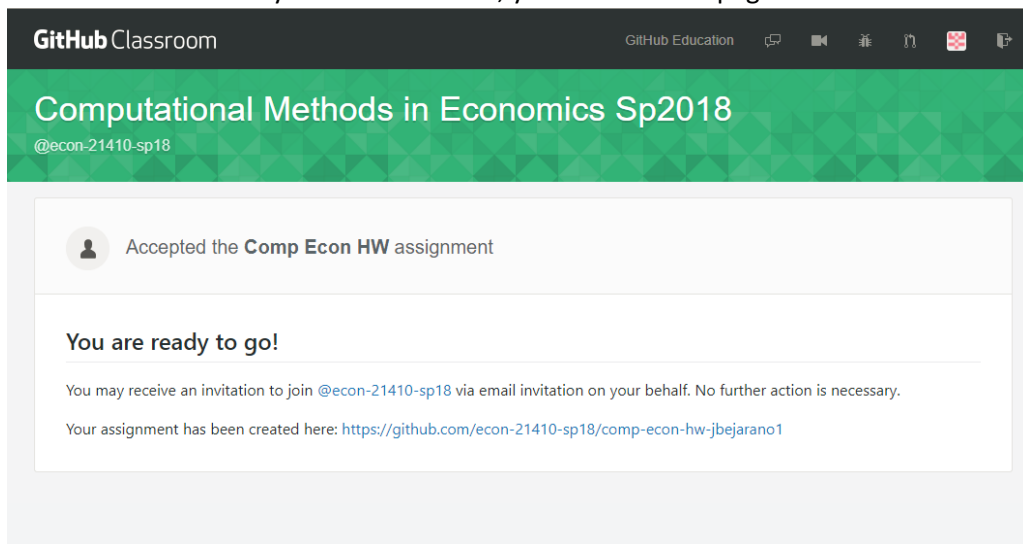 GitHub Classroom
GitHub Education
Computational Methods in Economics Sp2018
@econ-21410-sp18
Accepted the Comp Econ HW assignment
You are ready to go!
You may receive an invitation to join @econ-21410-sp18 via email invitation on your behalf. No further action is necessary.
Your assignment has been created here: https://github.com/econ-21410-sp18/comp-econ-hw-jbejarano1